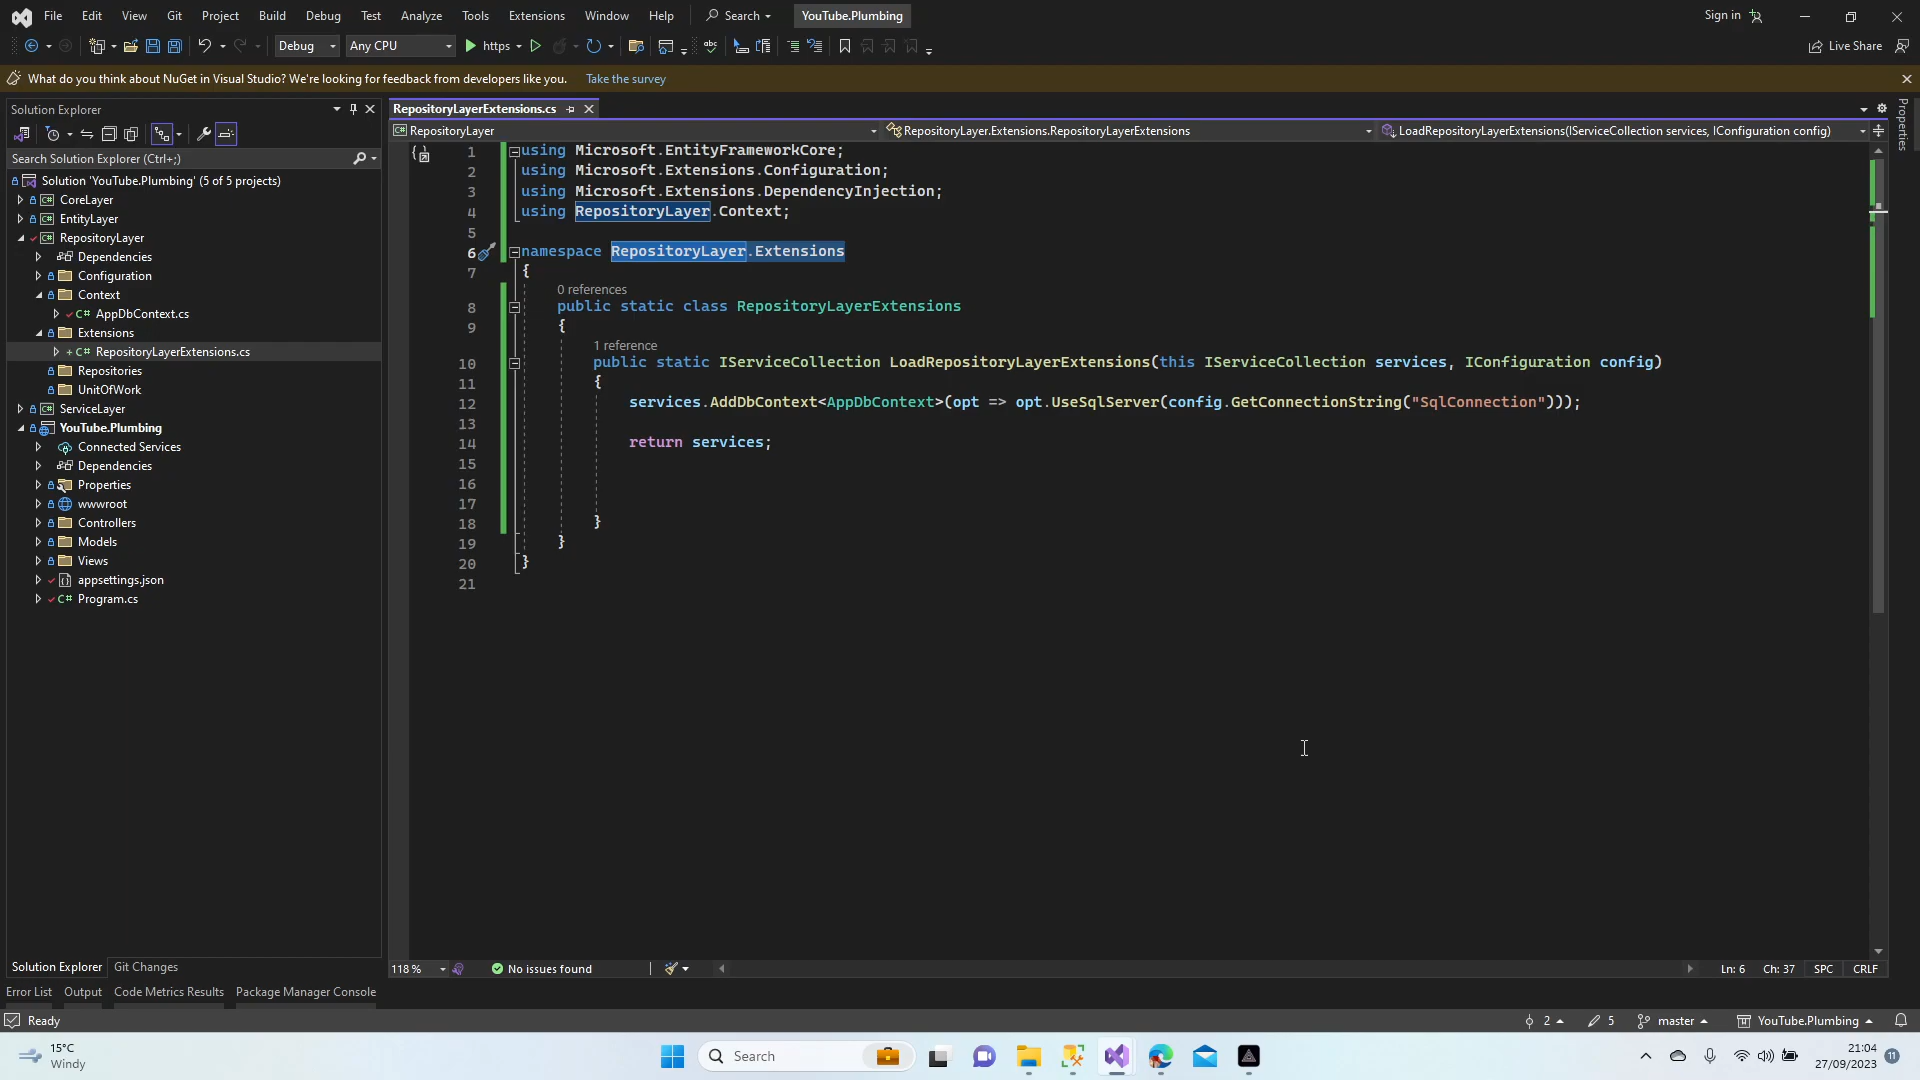 File Edit View Git Project Build Debug Test Analyze Tools Extensions Window Help Search YouTube.Plumbing Sign in
Debug Any CPU https Live Share
What do you think about NuGet in Visual Studio? We're looking for feedback from developers like you. Take the survey
Solution Explorer
Search Solution Explorer (Ctrl+;)
Solution 'YouTube.Plumbing' (5 of 5 projects)
CoreLayer
EntityLayer
RepositoryLayer
Dependencies
Configuration
Context
C# AppDbContext.cs
Extensions
C# RepositoryLayerExtensions.cs
Repositories
UnitOfWork
ServiceLayer
YouTube.Plumbing
Connected Services
Dependencies
Properties
wwwroot
Controllers
Models
Views
appsettings.json
C# Program.cs
Solution Explorer Git Changes
RepositoryLayerExtensions.cs
RepositoryLayer RepositoryLayer.Extensions.RepositoryLayerExtensions LoadRepositoryLayerExtensions(IServiceCollection services, IConfiguration config)
Properties
1 using Microsoft.EntityFrameworkCore;
2 using Microsoft.Extensions.Configuration;
3 using Microsoft.Extensions.DependencyInjection;
4 using RepositoryLayer.Context;
5
6 namespace RepositoryLayer.Extensions
7 {
0 references
8 public static class RepositoryLayerExtensions
9 {
1 reference
10 public static IServiceCollection LoadRepositoryLayerExtensions(this IServiceCollection services, IConfiguration config)
11 {
12 services.AddDbContext<AppDbContext>(opt => opt.UseSqlServer(config.GetConnectionString("SqlConnection")));
13
14 return services;
15
16
17
18 }
19 }
20 }
21
118 % No issues found Ln: 6 Ch: 37 SPC CRLF
Error List Output Code Metrics Results Package Manager Console
Ready 2 5 master YouTube.Plumbing
15°C
Windy
Search
21:04
27/09/2023
11